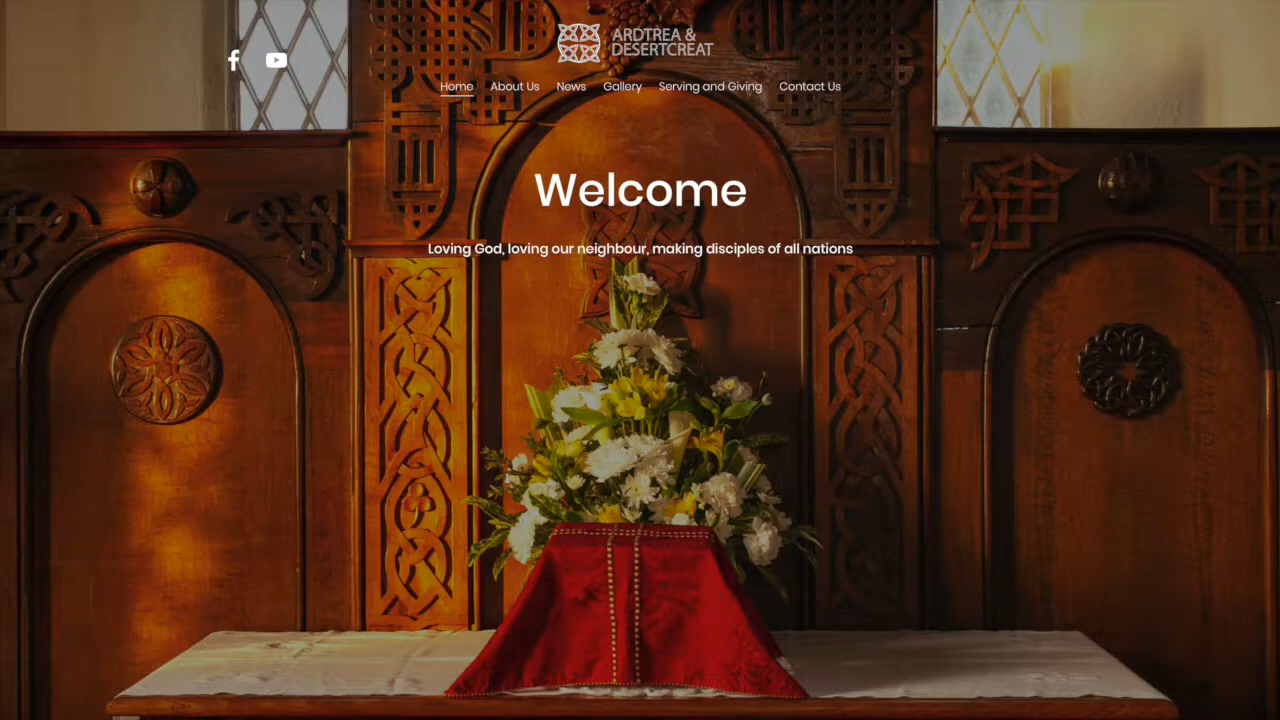 ARDTREA &
DESERTCREAT
Home About Us News Gallery Serving and Giving Contact Us
Welcome
Loving God, loving our neighbour, making disciples of all nations